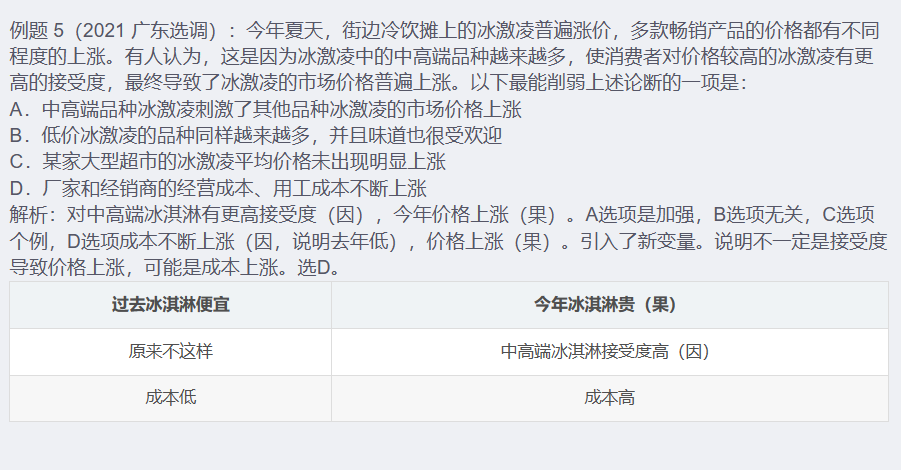 例题 5（2021 广东选调）：今年夏天，街边冷饮摊上的冰激凌普遍涨价，多款畅销产品的价格都有不同
程度的上涨。有人认为，这是因为冰激凌中的中高端品种越来越多，使消费者对价格较高的冰激凌有更
高的接受度，最终导致了冰激凌的市场价格普遍上涨。以下最能削弱上述论断的一项是：
A．中高端品种冰激凌刺激了其他品种冰激凌的市场价格上涨
B．低价冰激凌的品种同样越来越多，并且味道也很受欢迎
C．某家大型超市的冰激凌平均价格未出现明显上涨
D．厂家和经销商的经营成本、用工成本不断上涨
解析：对中高端冰淇淋有更高接受度（因），今年价格上涨（果）。A选项是加强，B选项无关，C选项
个例，D选项成本不断上涨（因，说明去年低），价格上涨（果）。引入了新变量。说明不一定是接受度
导致价格上涨，可能是成本上涨。选D。
过去冰淇淋便宜 今年冰淇淋贵（果）
原来不这样 中高端冰淇淋接受度高（因）
成本低 成本高